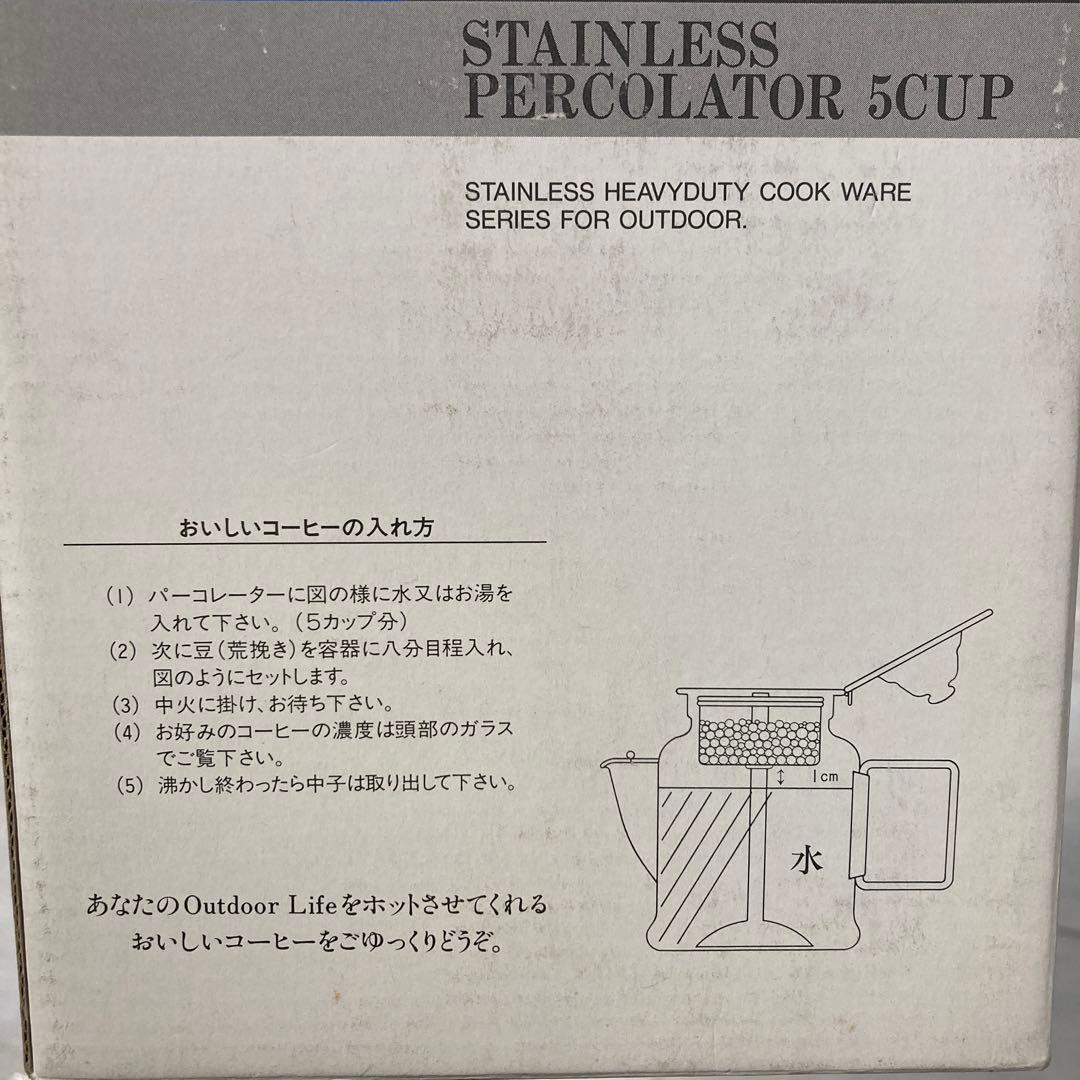 STAINLESS
PERCOLATOR 5CUP
STAINLESS HEAVYDUTY COOK WARE
SERIES FOR OUTDOOR.
おいしいコーヒーの入れ方
(1) パーコレーターに図の様に水又はお湯を
入れて下さい。(5カップ分)
(2) 次に豆(荒挽き)を容器に八分目程入れ、
図のようにセットします。
(3) 中火に掛け、お待ち下さい。
(4) お好みのコーヒーの濃度は頭部のガラス
でご覧下さい。
(5) 沸かし終わったら中子は取り出して下さい。
1cm
水
あなたのOutdoor Lifeをホットさせてくれる
おいしいコーヒーをごゆっくりどうぞ。